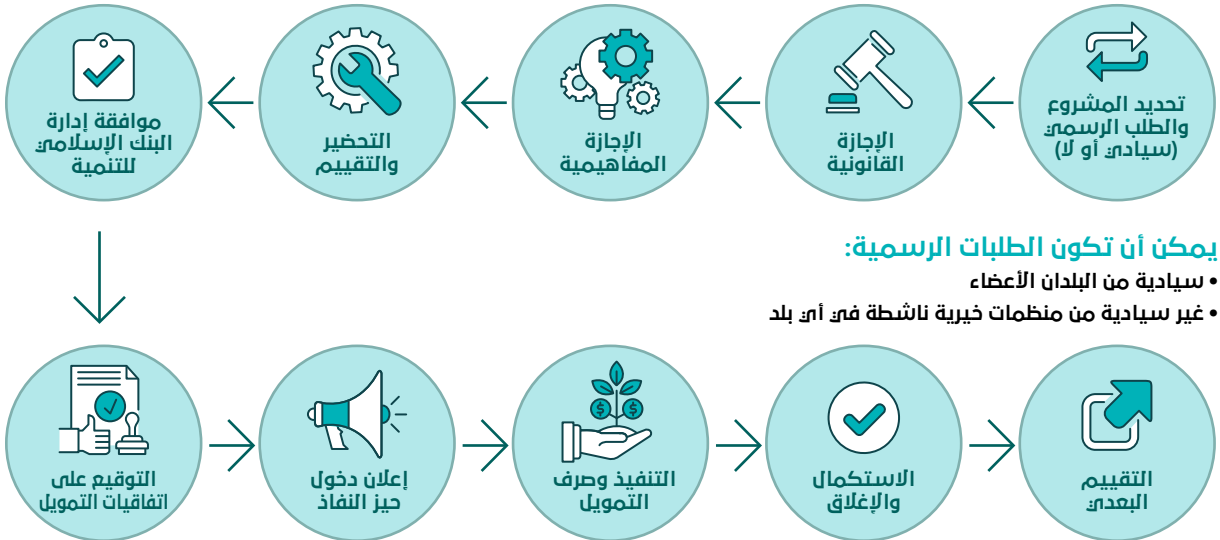 تحديد المشروع
والطلب الرسمي
(سيادي أو لا)
الإجازة
القانونية
الإجازة
المفاهيمية
التحضير
والتقييم
موافقة إدارة
البنك الإسلامي
للتنمية
يمكن أن تكون الطلبات الرسمية:
• سيادية من البلدان الأعضاء
• غير سيادية من منظمات خيرية ناشطة في أي بلد
التوقيع على
اتفاقيات التمويل
إعلان دخول
حيز النفاذ
التنفيذ وصرف
التمويل
الاستكمال
والإغلاق
التقييم
البعدي